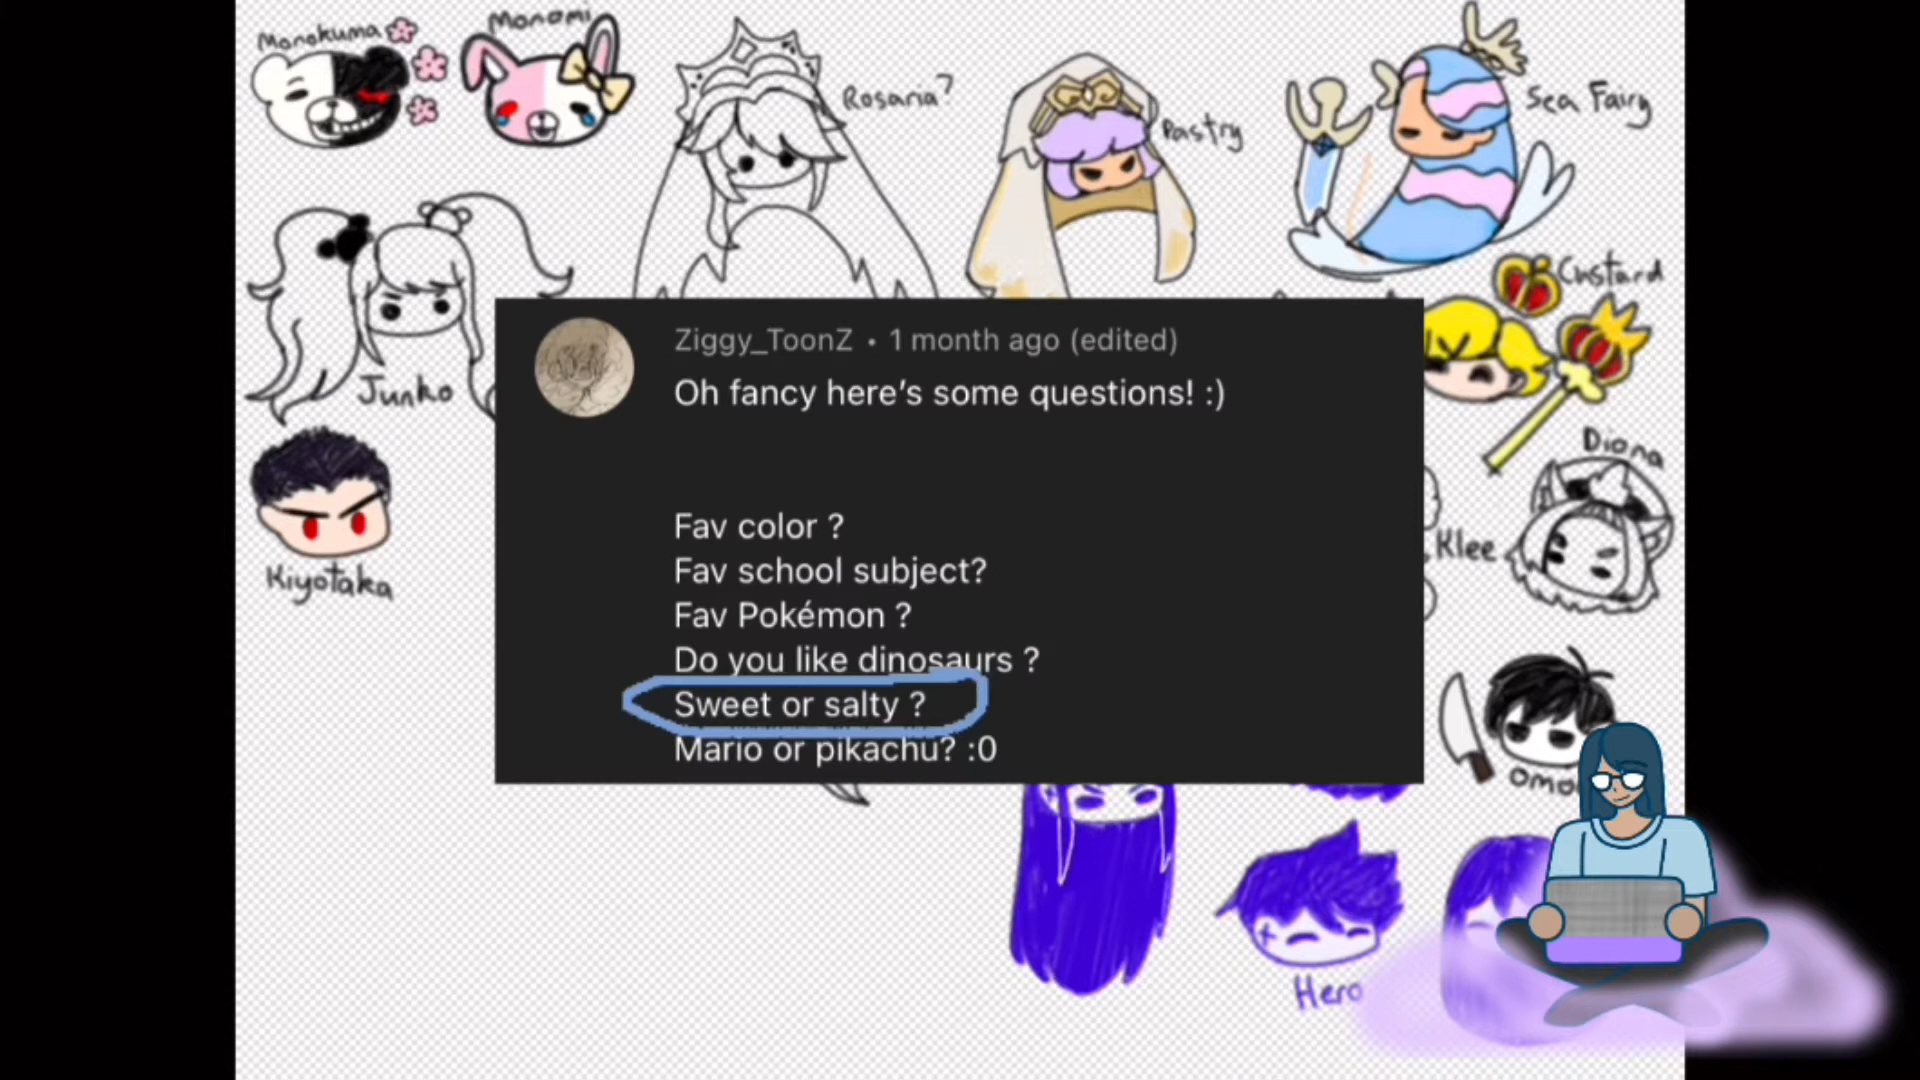 Monokuma
Monomi
Rosaria?
Pastry
Sea Fairy
Custard
Junko
Ziggy_ToonZ • 1 month ago (edited)
Oh fancy here's some questions! :)
Fav color ?
Fav school subject?
Fav Pokémon ?
Do you like dinosaurs ?
Sweet or salty ?
Mario or pikachu? :0
Diona
Klee
Kiyotaka
Omo
Hero